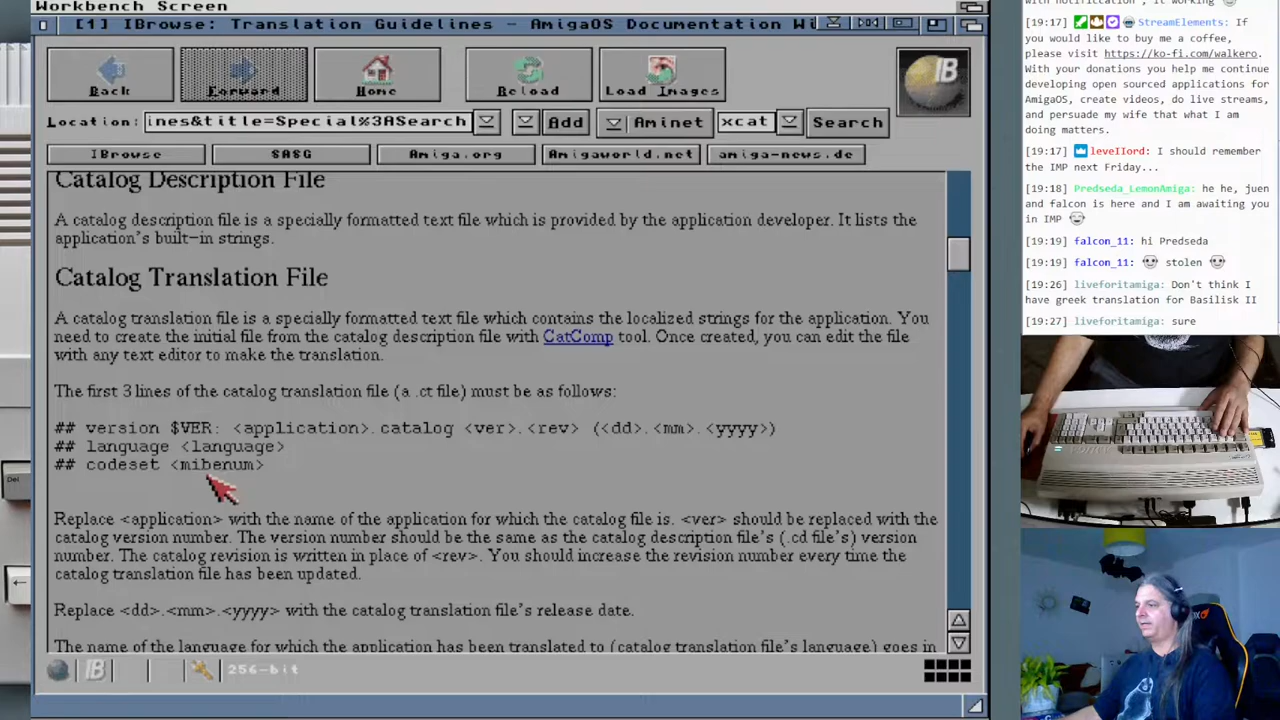 Workbench Screen
[1] IBrowse: Translation Guidelines - AmigaOS Documentation Wi
Back
Forward
Home
Reload
Load Images
IB
Location:
ines&title=Special%3ASearch
Add
Aminet
xcat
Search
IBrowse
SASG
Amiga.org
Amigaworld.net
amiga-news.de
Catalog Description File
A catalog description file is a specially formatted text file which is provided by the application developer. It lists the
application's built-in strings.
Catalog Translation File
A catalog translation file is a specially formatted text file which contains the localized strings for the application. You
need to create the initial file from the catalog description file with CatComp tool. Once created, you can edit the file
with any text editor to make the translation.
The first 3 lines of the catalog translation file (a .ct file) must be as follows:
## version $VER: <application>.catalog <ver>.<rev> (<dd>.<mm>.<yyyy>)
## language <language>
## codeset <mibenum>
Replace <application> with the name of the application for which the catalog file is. <ver> should be replaced with the
catalog version number. The version number should be the same as the catalog description file's (.cd file's) version
number. The catalog revision is written in place of <rev>. You should increase the revision number every time the
catalog translation file has been updated.
Replace <dd>.<mm>.<yyyy> with the catalog translation file's release date.
The name of the language for which the application has been translated to (catalog translation file's language) goes in
IB
256-bit
Del
[19:17] StreamElements: If
you would like to buy me a coffee,
please visit https://ko-fi.com/walkero.
With your donations you help me continue
developing open sourced applications for
AmigaOS, create videos, do live streams,
and persuade my wife that what I am
doing matters.
[19:17] leveIIord: I should remember
the IMP next Friday...
[19:18] Predseda_LemonAmiga: he he, juen
and falcon is here and I am awaiting you
in IMP
[19:19] falcon_11: hi Predseda
[19:19] falcon_11: stolen
[19:26] liveforitamiga: Don't think I
have greek translation for Basilisk II
[19:27] liveforitamiga: sure